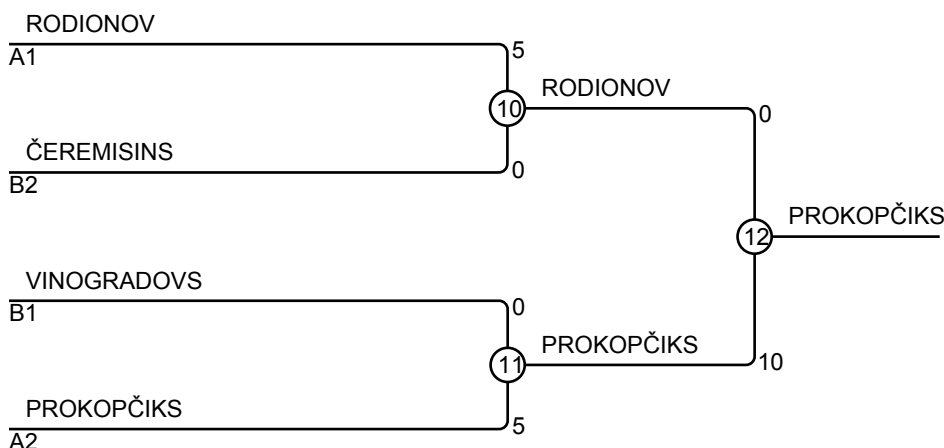 RODIONOV
A1
5
10
RODIONOV
0
ČEREMISINS
B2
0
12
PROKOPČIKS
VINOGRADOVS
B1
0
11
PROKOPČIKS
10
PROKOPČIKS
A2
5